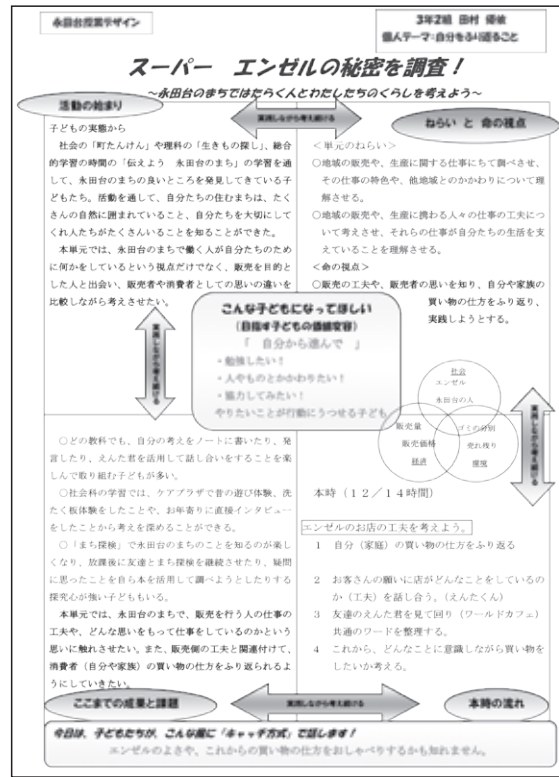 永田台授業デザイン
3年2組 田村
個人テーマ:自分をふり返ること
スーパー エンゼルの秘密を調査！
～永田台のまちではたらく人とわたしたちのくらしを考えよう～
活動の始まり
実践しながら考え続ける
ねらい と 命の視点
子どもの実態から
社会の「町たんけん」や理科の「生きもの探し」、総合
的学習の時間の「伝えよう 永田台のまち」の学習を通
して、永田台のまちの良いところを発見してきている子
どもたち。活動を通して、自分たちの住むまちは、たく
さんの自然に囲まれていること、自分たちを大切にして
くれ人たちがたくさんいることを知ることができた。
本単元では、永田台のまちで働く人が自分たちのため
に何かをしているという視点だけでなく、販売を目的と
した人と出会い、販売者や消費者としての思いの違いを
比較しながら考えさせたい。
＜単元のねらい＞
○地域の販売や、生産に関する仕事にちて調べさせ、
その仕事の特色や、他地域とのかかわりについて理
解させる。
○地域の販売や、生産に携わる人々の仕事の工夫につ
いて考えさせ、それらの仕事が自分たちの生活を支
えていることを理解させる。
＜命の視点＞
○販売の工夫や、販売者の思いを知り、自分や家族の
買い物の仕方をふり返り、
実践しようとする。
こんな子どもになってほしい
(目指す子どもの価値変容)
「 自分から進んで 」
・勉強したい！
・人やものとかかわりたい！
・協力してみたい！
やりたいことが行動にうつせる子ども
実践しながら考え続ける
社会
エンゼル
永田台の人
販売量
販売価格
経済
ゴミの分別
売れ残り
環境
実践しながら考え続ける
○どの教科でも、自分の考えをノートに書いたり、発
言したり、えんた君を活用して話し合いをすることを楽
しんで取り組む子どもが多い。
○社会科の学習では、ケアプラザで昔の遊び体験、洗
たく板体験をしたことや、お年寄りに直接インタビュー
をしたことから考えを深めることができる。
○「まち探検」で永田台のまちのことを知るのが楽し
くなり、放課後に友達とまち探検を継続させたり、疑問
に思ったことを自ら本を活用して調べようとしたりする
探究心が強い子どももいる。
本単元では、永田台のまちで、販売を行う人の仕事の
工夫や、どんな思いをもって仕事をしているのかという
思いに触れさせたい。また、販売側の工夫と関連付けて、
消費者（自分や家族）の買い物の仕方をふり返られるよ
うにしていきたい。
本時（12／14時間）
エンゼルのお店の工夫を考えよう。
1 自分（家庭）の買い物の仕方をふり返る
2 お客さんの願いに店がどんなことをしているの
か（工夫）を話し合う。（えんたくん）
3 友達のえんた君を見て回り（ワールドカフェ）
共通のワードを整理する。
4 これから、どんなことに意識しながら買い物を
したいか考える。
ここまでの成果と課題
実践しながら考え続ける
本時の流れ
今日は、子どもたちが、こんな風に「キャッチ方式」で話します！
エンゼルのよさや、これからの買い物の仕方をおしゃべりするかも知れません。